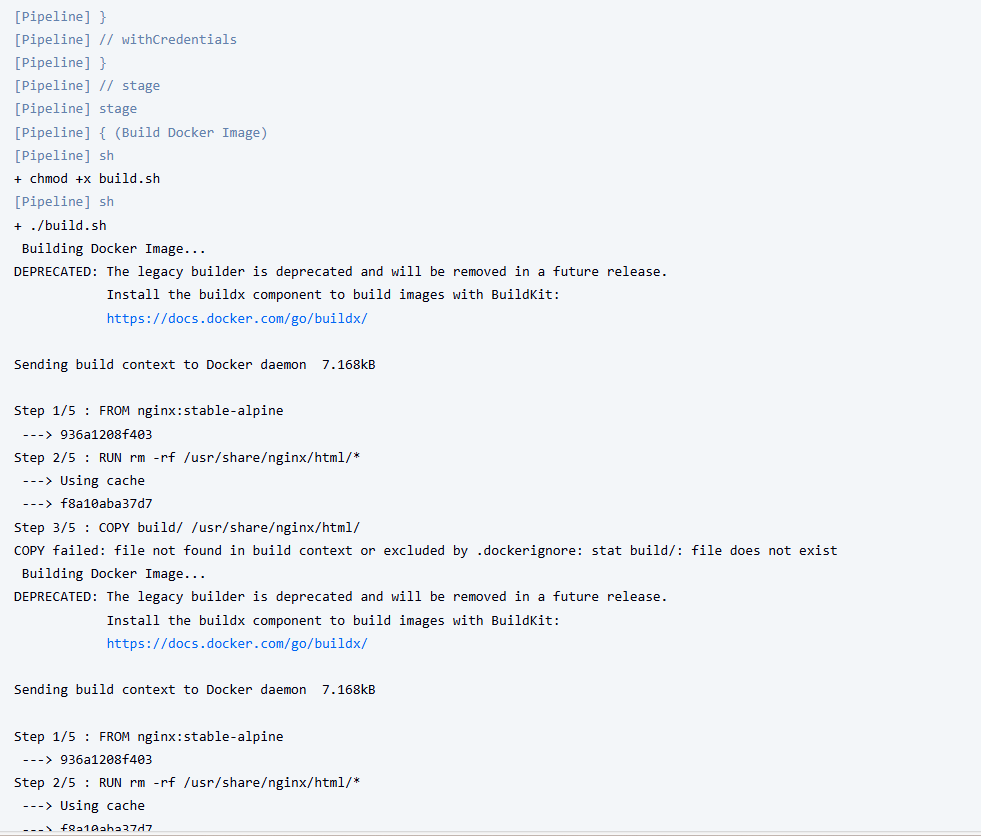 [Pipeline] }
[Pipeline] // withCredentials
[Pipeline] }
[Pipeline] // stage
[Pipeline] stage
[Pipeline] { (Build Docker Image)
[Pipeline] sh
+ chmod +x build.sh
[Pipeline] sh
+ ./build.sh
Building Docker Image...
DEPRECATED: The legacy builder is deprecated and will be removed in a future release.
Install the buildx component to build images with BuildKit:
https://docs.docker.com/go/buildx/
Sending build context to Docker daemon  7.168kB
Step 1/5 : FROM nginx:stable-alpine
---> 936a1208f403
Step 2/5 : RUN rm -rf /usr/share/nginx/html/*
---> Using cache
---> f8a10aba37d7
Step 3/5 : COPY build/ /usr/share/nginx/html/
COPY failed: file not found in build context or excluded by .dockerignore: stat build/: file does not exist
Building Docker Image...
DEPRECATED: The legacy builder is deprecated and will be removed in a future release.
Install the buildx component to build images with BuildKit:
https://docs.docker.com/go/buildx/
Sending build context to Docker daemon  7.168kB
Step 1/5 : FROM nginx:stable-alpine
---> 936a1208f403
Step 2/5 : RUN rm -rf /usr/share/nginx/html/*
---> Using cache
---> f8a10aba37d7